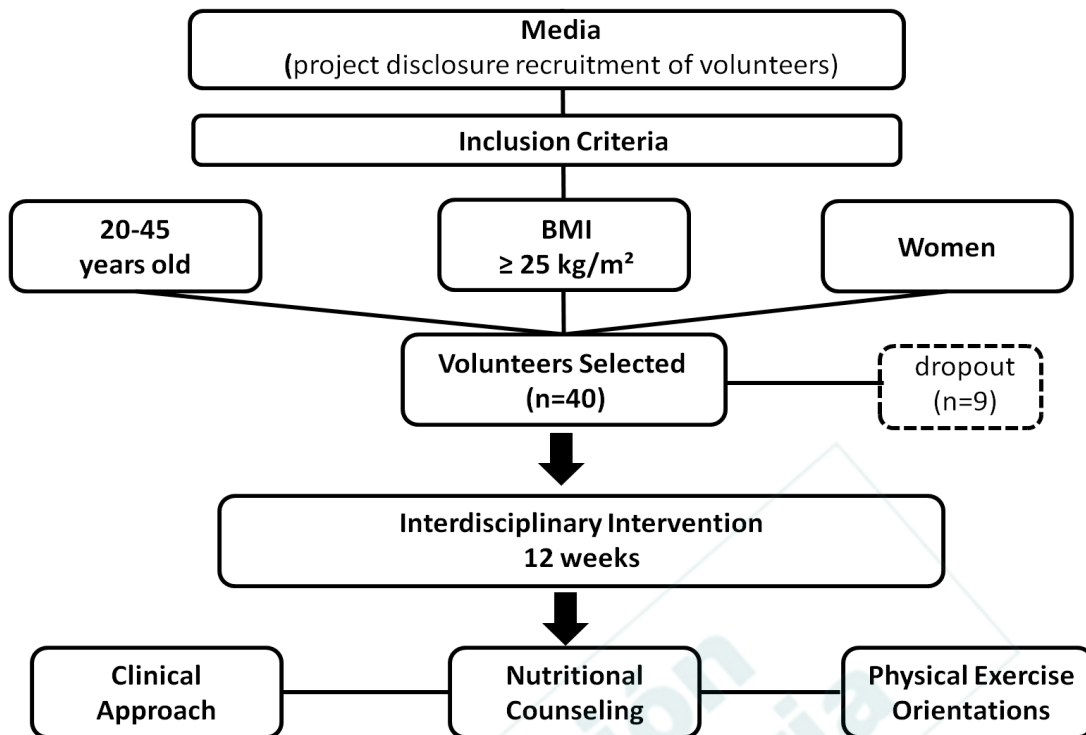 Media
(project disclosure recruitment of volunteers)
Inclusion Criteria
20-45
years old
BMI
≥ 25 kg/m²
Women
Volunteers Selected
(n=40)
dropout
(n=9)
Interdisciplinary Intervention
12 weeks
Clinical
Approach
Nutritional
Counseling
Physical Exercise
Orientations